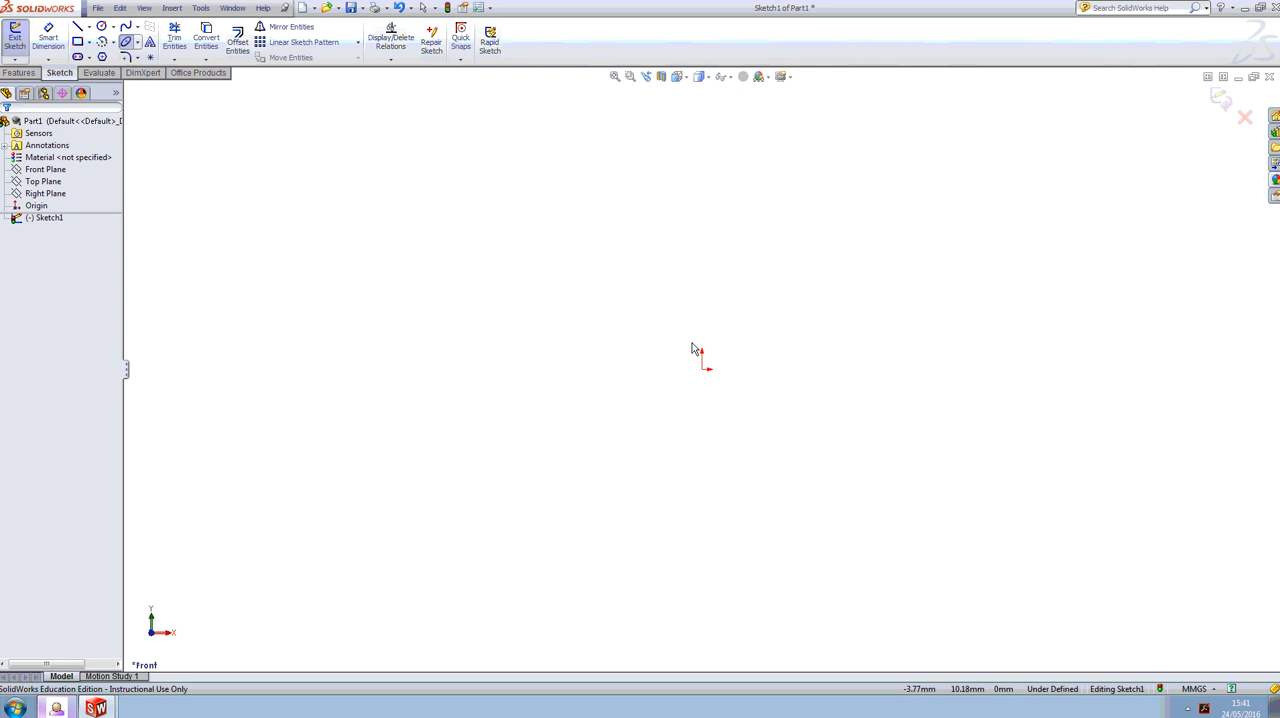 SOLIDWORKS File Edit View Insert Tools Window Help Sketch1 of Part1 * Search SolidWorks Help
Exit Sketch
Smart Dimension
Trim Entities
Convert Entities
Offset Entities
Mirror Entities
Linear Sketch Pattern
Move Entities
Display/Delete Relations
Repair Sketch
Quick Snaps
Rapid Sketch
Features Sketch Evaluate DimXpert Office Products
Part1 (Default<<Default>_D
Sensors
Annotations
Material <not specified>
Front Plane
Top Plane
Right Plane
Origin
(-) Sketch1
Y
X
*Front
Model Motion Study 1
SolidWorks Education Edition - Instructional Use Only -3.77mm 10.18mm 0mm Under Defined Editing Sketch1 MMGS
15:41
24/05/2016